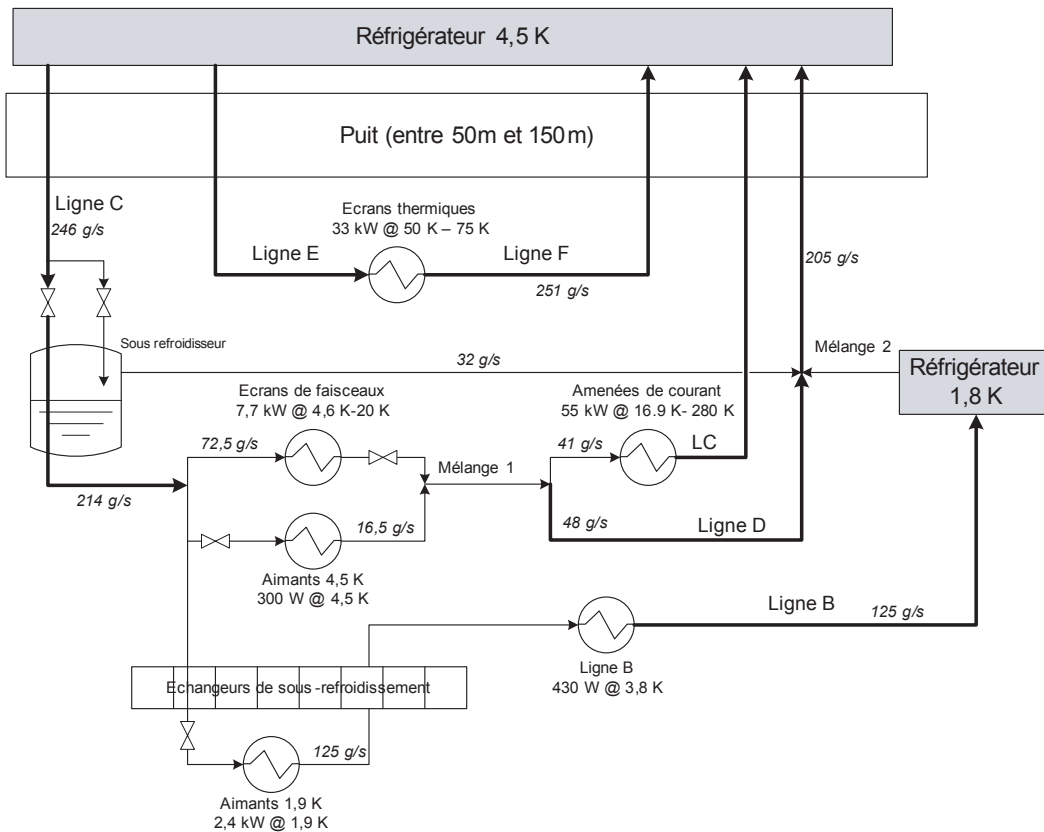 Réfrigérateur 4,5 K
Puit (entre 50m et 150m)
Ligne C
246 g/s
Ecrans thermiques
33 kW @ 50 K – 75 K
Ligne E
Ligne F
251 g/s
205 g/s
Sous refroidisseur
32 g/s
Mélange 2
Réfrigérateur
1,8 K
Ecrans de faisceaux
7,7 kW @ 4,6 K-20 K
Amenées de courant
55 kW @ 16.9 K- 280 K
72,5 g/s
Mélange 1
41 g/s
LC
214 g/s
16,5 g/s
48 g/s
Ligne D
Aimants 4,5 K
300 W @ 4,5 K
Ligne B
125 g/s
Echangeurs de sous-refroidissement
Ligne B
430 W @ 3,8 K
125 g/s
Aimants 1,9 K
2,4 kW @ 1,9 K